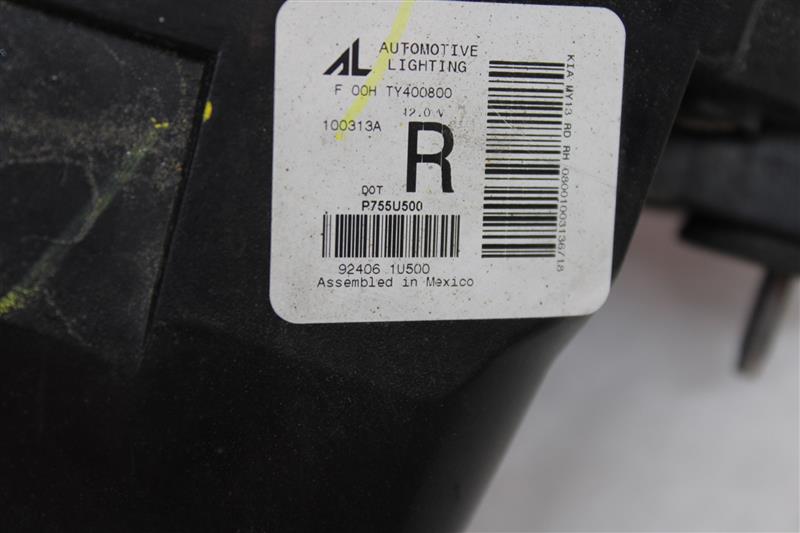 AL AUTOMOTIVE
LIGHTING
F 00H TY400800
12.0 V
100313A
R
DOT
P755U500
92406 1U500
Assembled in Mexico
KIA MY13 RD RH 08001003136718